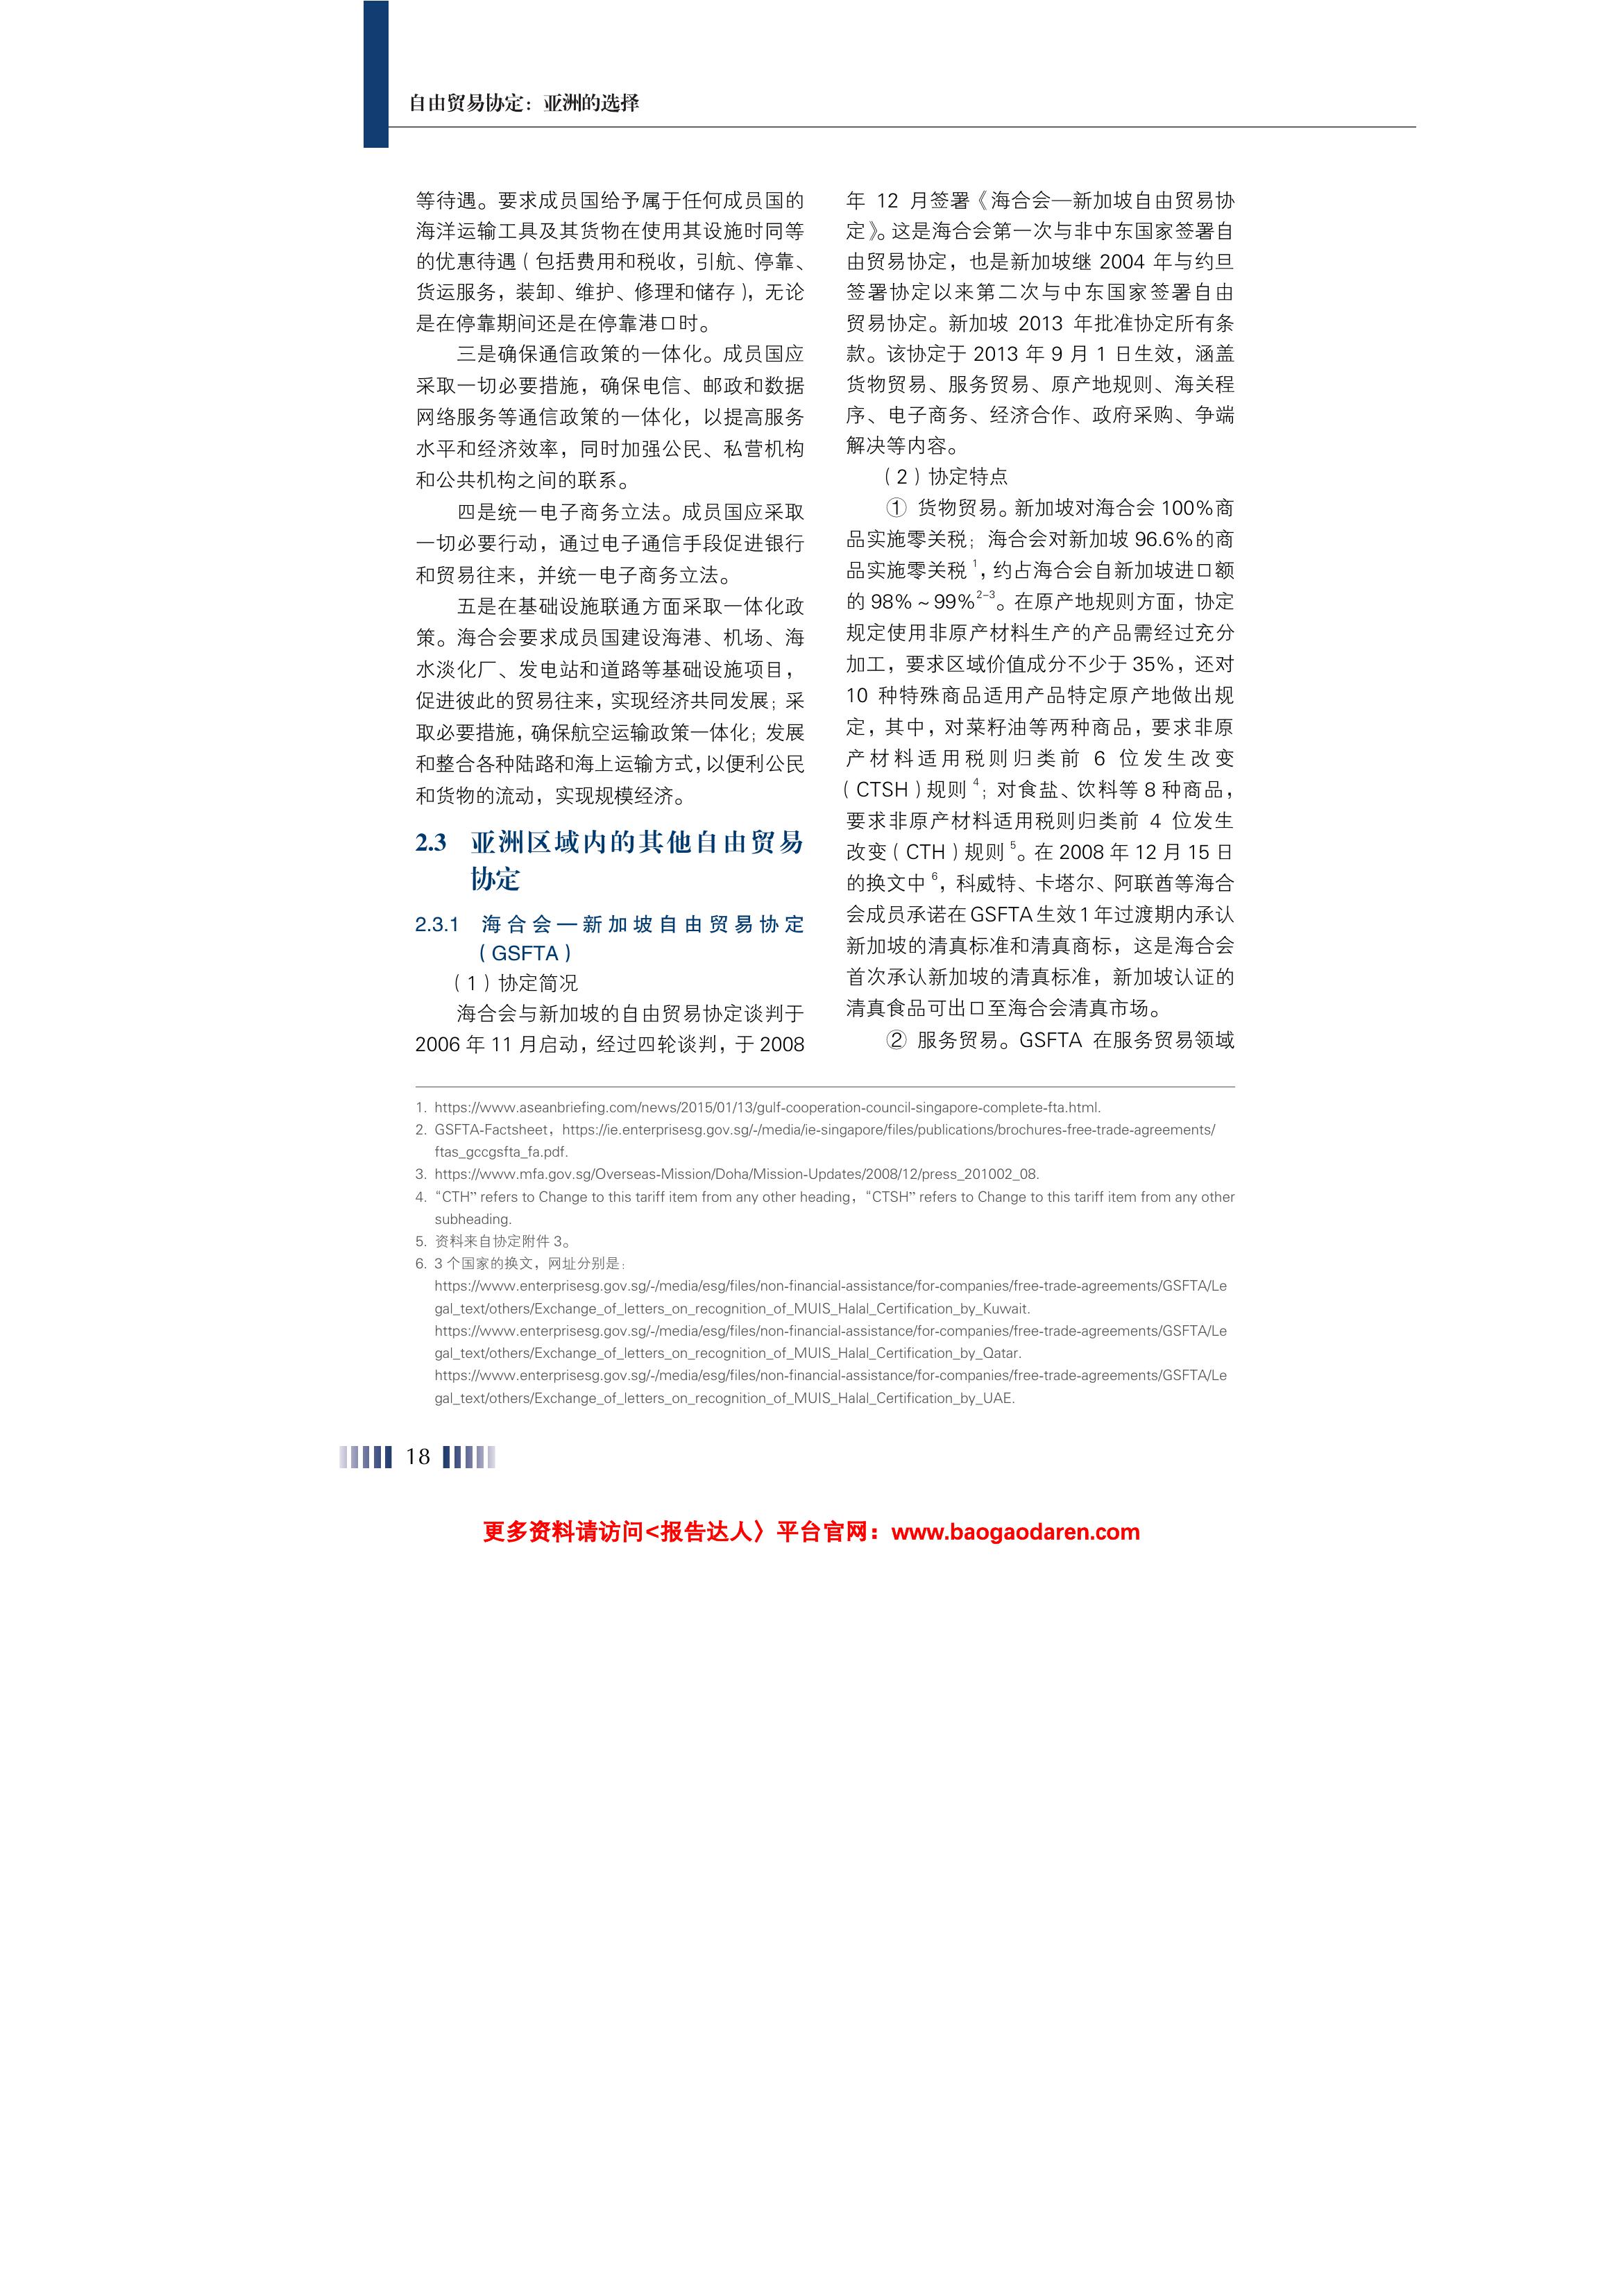 自由贸易协定：亚洲的选择
等待遇。要求成员国给予属于任何成员国的
海洋运输工具及其货物在使用其设施时同等
的优惠待遇（包括费用和税收，引航、停靠、
货运服务，装卸、维护、修理和储存），无论
是在停靠期间还是在停靠港口时。
三是确保通信政策的一体化。成员国应
采取一切必要措施，确保电信、邮政和数据
网络服务等通信政策的一体化，以提高服务
水平和经济效率，同时加强公民、私营机构
和公共机构之间的联系。
四是统一电子商务立法。成员国应采取
一切必要行动，通过电子通信手段促进银行
和贸易往来，并统一电子商务立法。
五是在基础设施联通方面采取一体化政
策。海合会要求成员国建设海港、机场、海
水淡化厂、发电站和道路等基础设施项目，
促进彼此的贸易往来，实现经济共同发展；采
取必要措施，确保航空运输政策一体化；发展
和整合各种陆路和海上运输方式，以便利公民
和货物的流动，实现规模经济。
2.3 亚洲区域内的其他自由贸易
协定
2.3.1 海合会—新加坡自由贸易协定
（GSFTA）
（1）协定简况
海合会与新加坡的自由贸易协定谈判于
2006 年 11 月启动，经过四轮谈判，于 2008
年 12 月签署《海合会—新加坡自由贸易协
定》。这是海合会第一次与非中东国家签署自
由贸易协定，也是新加坡继 2004 年与约旦
签署协定以来第二次与中东国家签署自由
贸易协定。新加坡 2013 年批准协定所有条
款。该协定于 2013 年 9 月 1 日生效，涵盖
货物贸易、服务贸易、原产地规则、海关程
序、电子商务、经济合作、政府采购、争端
解决等内容。
（2）协定特点
① 货物贸易。新加坡对海合会 100%商
品实施零关税；海合会对新加坡 96.6%的商
品实施零关税1，约占海合会自新加坡进口额
的 98%～99%2-3。在原产地规则方面，协定
规定使用非原产材料生产的产品需经过充分
加工，要求区域价值成分不少于 35%，还对
10 种特殊商品适用产品特定原产地做出规
定，其中，对菜籽油等两种商品，要求非原
产材料适用税则归类前 6 位发生改变
（CTSH）规则4；对食盐、饮料等 8 种商品，
要求非原产材料适用税则归类前 4 位发生
改变（CTH）规则5。在 2008 年 12 月 15 日
的换文中6，科威特、卡塔尔、阿联酋等海合
会成员承诺在 GSFTA 生效 1 年过渡期内承认
新加坡的清真标准和清真商标，这是海合会
首次承认新加坡的清真标准，新加坡认证的
清真食品可出口至海合会清真市场。
② 服务贸易。GSFTA 在服务贸易领域
1. https://www.aseanbriefing.com/news/2015/01/13/gulf-cooperation-council-singapore-complete-fta.html.
2. GSFTA-Factsheet，https://ie.enterprisesg.gov.sg/-/media/ie-singapore/files/publications/brochures-free-trade-agreements/
ftas_gccgsfta_fa.pdf.
3. https://www.mfa.gov.sg/Overseas-Mission/Doha/Mission-Updates/2008/12/press_201002_08.
4. “CTH” refers to Change to this tariff item from any other heading，“CTSH” refers to Change to this tariff item from any other
subheading.
5. 资料来自协定附件 3。
6. 3 个国家的换文，网址分别是：
https://www.enterprisesg.gov.sg/-/media/esg/files/non-financial-assistance/for-companies/free-trade-agreements/GSFTA/Le
gal_text/others/Exchange_of_letters_on_recognition_of_MUIS_Halal_Certification_by_Kuwait.
https://www.enterprisesg.gov.sg/-/media/esg/files/non-financial-assistance/for-companies/free-trade-agreements/GSFTA/Le
gal_text/others/Exchange_of_letters_on_recognition_of_MUIS_Halal_Certification_by_Qatar.
https://www.enterprisesg.gov.sg/-/media/esg/files/non-financial-assistance/for-companies/free-trade-agreements/GSFTA/Le
gal_text/others/Exchange_of_letters_on_recognition_of_MUIS_Halal_Certification_by_UAE.
18
更多资料请访问<报告达人〉平台官网：www.baogaodaren.com